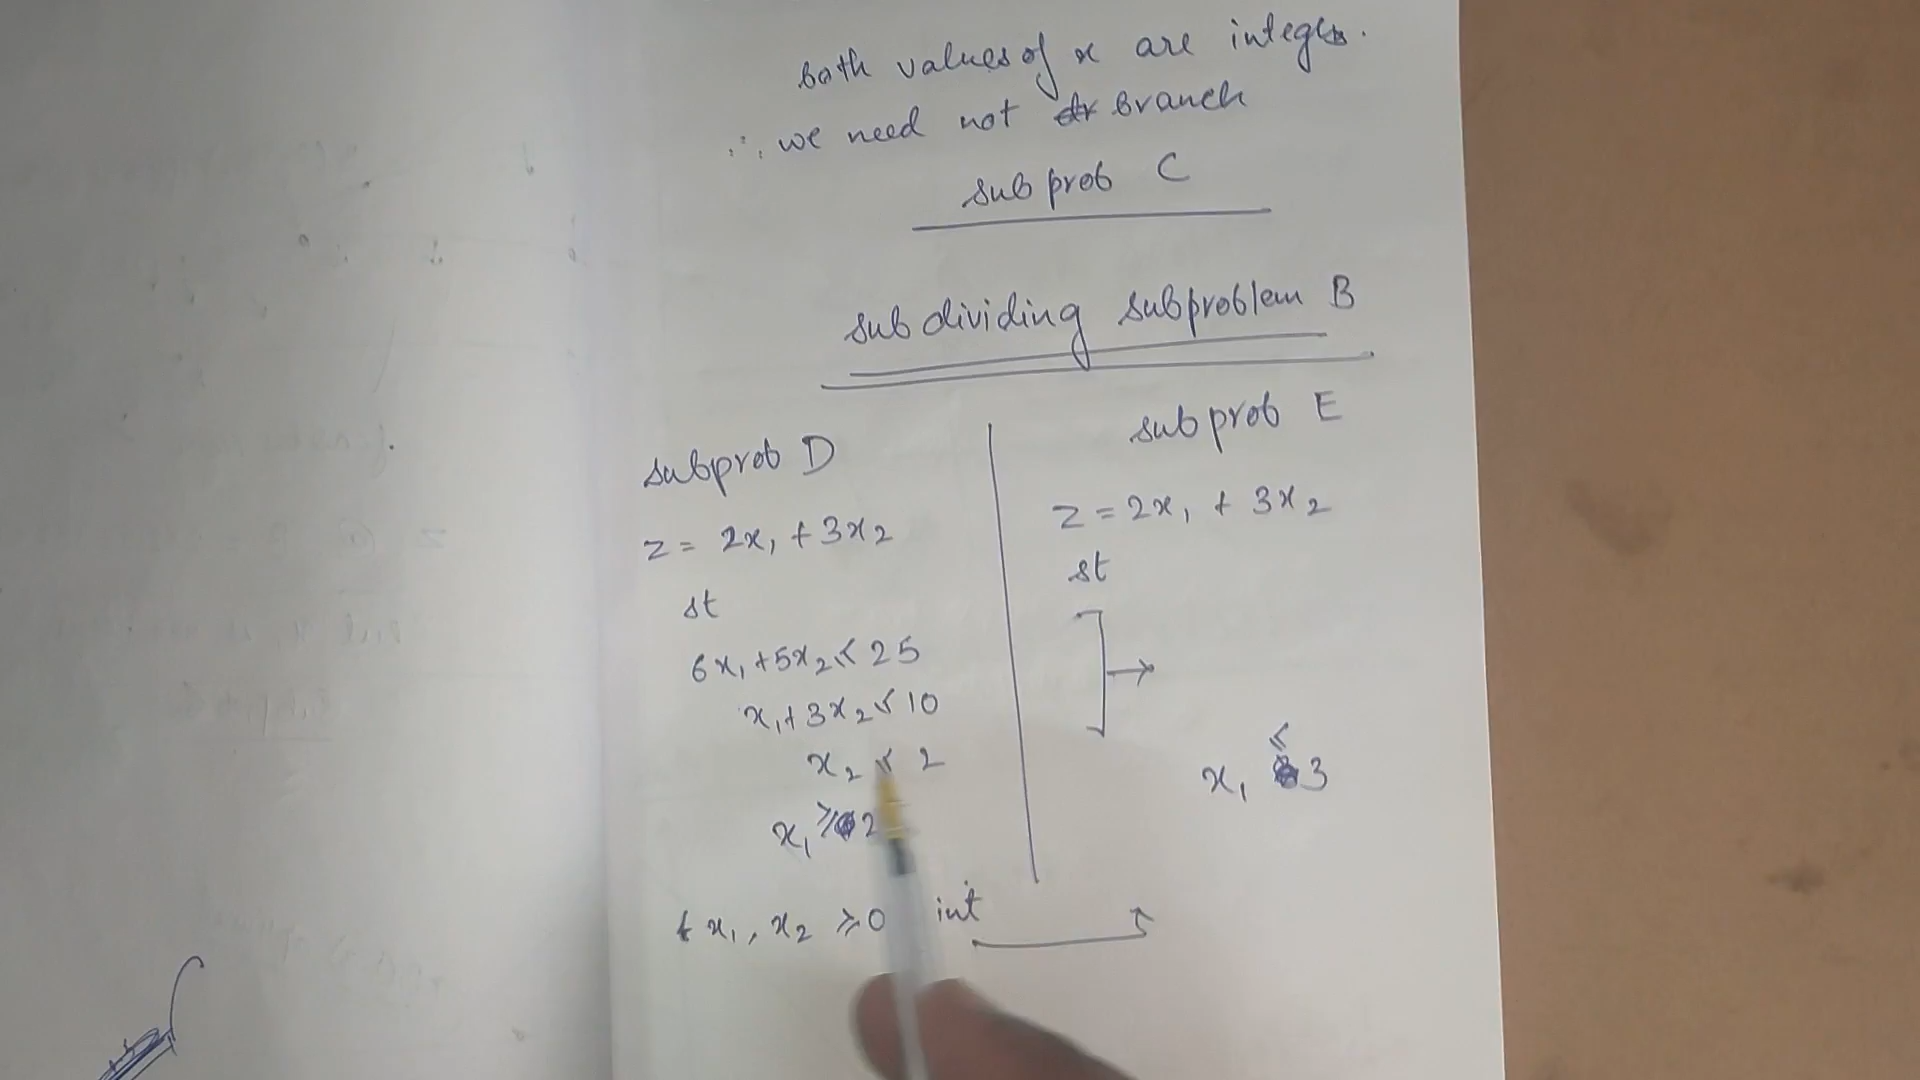 both values of x are integrs.
∴ we need not branch
sub prob C
sub dividing subproblem B
subprob D
z = 2x₁ + 3x₂
st
6x₁ + 5x₂ ≤ 25
x₁ + 3x₂ ≤ 10
x₂ ≤ 2
x₁ ≥ 2
& x₁, x₂ ≥ 0 int
sub prob E
z = 2x₁ + 3x₂
st
x₁ ≤ 3